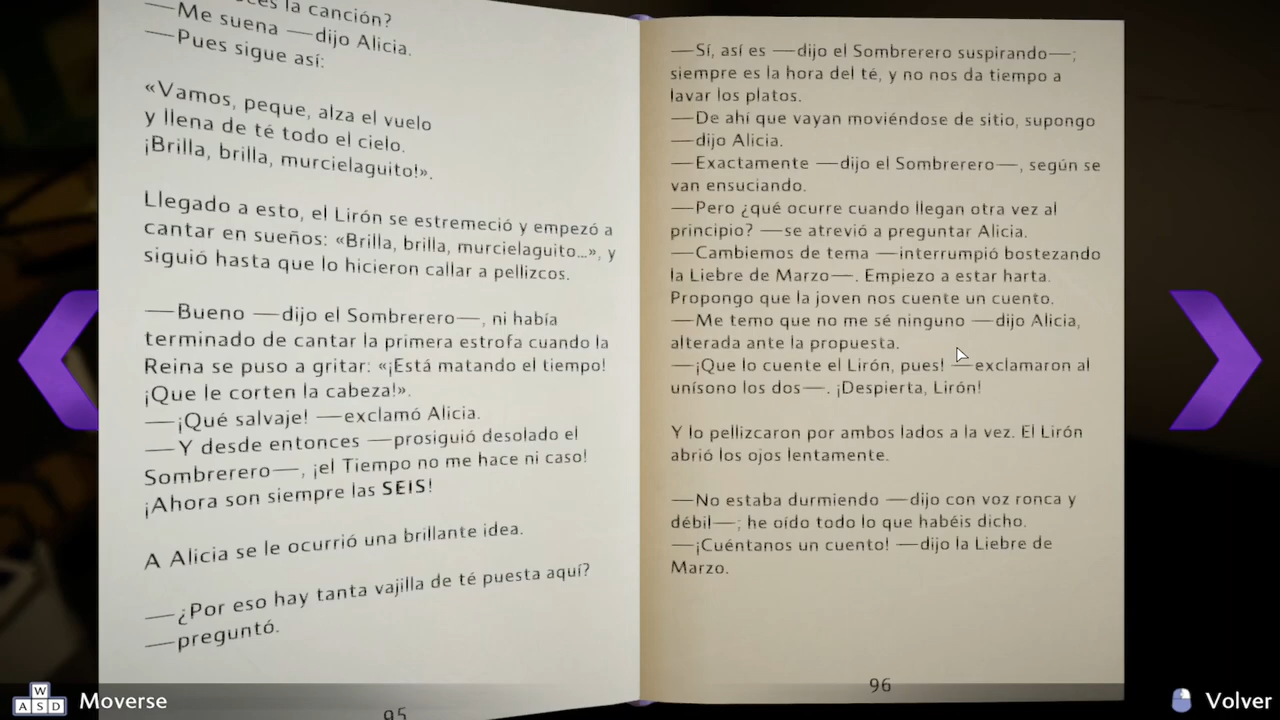 es la canción?
—Me suena —dijo Alicia.
—Pues sigue así:
«Vamos, peque, alza el vuelo
y llena de té todo el cielo.
¡Brilla, brilla, murcielaguito!».
Llegado a esto, el Lirón se estremeció y empezó a
cantar en sueños: «Brilla, brilla, murcielaguito...», y
siguió hasta que lo hicieron callar a pellizcos.
—Bueno —dijo el Sombrerero—, ni había
terminado de cantar la primera estrofa cuando la
Reina se puso a gritar: «¡Está matando el tiempo!
¡Que le corten la cabeza!».
—¡Qué salvaje! —exclamó Alicia.
—Y desde entonces —prosiguió desolado el
Sombrerero—, ¡el Tiempo no me hace ni caso!
¡Ahora son siempre las SEIS!
A Alicia se le ocurrió una brillante idea.
—¿Por eso hay tanta vajilla de té puesta aquí?
—preguntó.
95
—Sí, así es —dijo el Sombrerero suspirando—;
siempre es la hora del té, y no nos da tiempo a
lavar los platos.
—De ahí que vayan moviéndose de sitio, supongo
—dijo Alicia.
—Exactamente —dijo el Sombrerero—, según se
van ensuciando.
—Pero ¿qué ocurre cuando llegan otra vez al
principio? —se atrevió a preguntar Alicia.
—Cambiemos de tema —interrumpió bostezando
la Liebre de Marzo—. Empiezo a estar harta.
Propongo que la joven nos cuente un cuento.
—Me temo que no me sé ninguno —dijo Alicia,
alterada ante la propuesta.
—¡Que lo cuente el Lirón, pues! —exclamaron al
unísono los dos—. ¡Despierta, Lirón!
Y lo pellizcaron por ambos lados a la vez. El Lirón
abrió los ojos lentamente.
—No estaba durmiendo —dijo con voz ronca y
débil—; he oído todo lo que habéis dicho.
—¡Cuéntanos un cuento! —dijo la Liebre de
Marzo.
96
W
A S D
Moverse
Volver